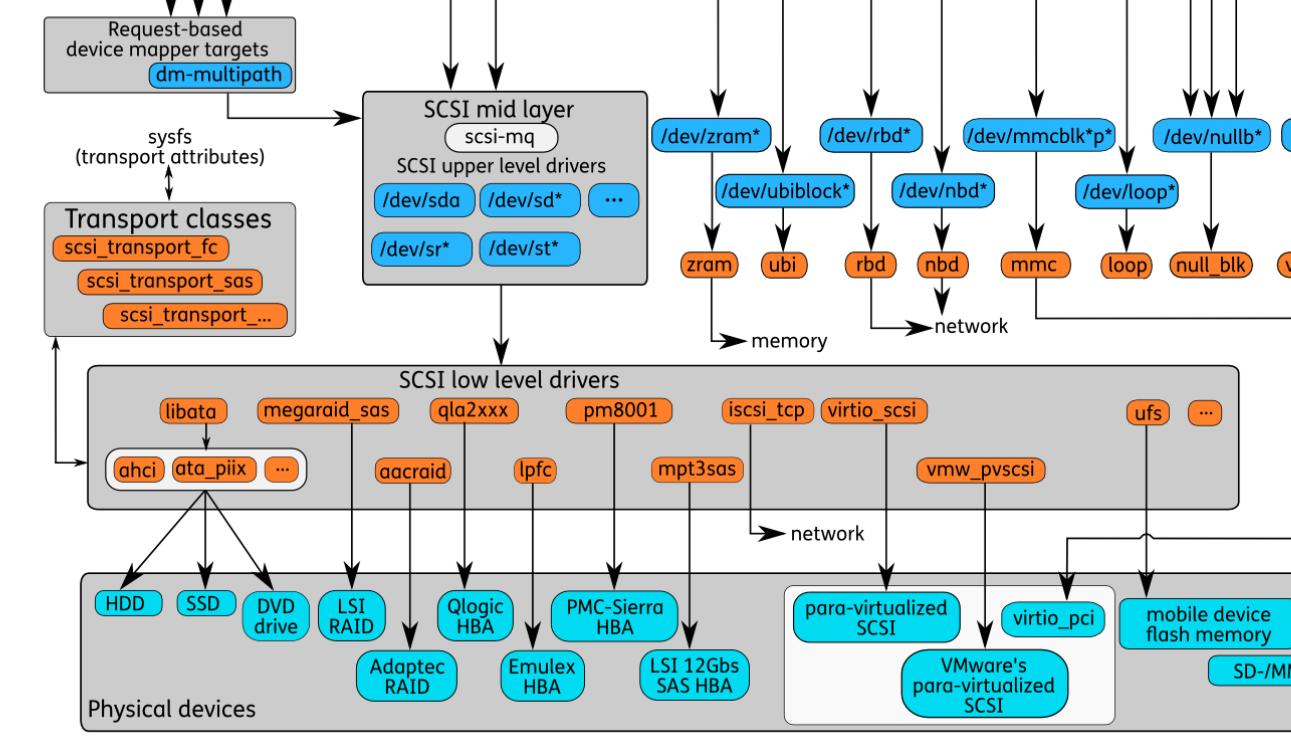 Request-based
device mapper targets
dm-multipath
sysfs
(transport attributes)
Transport classes
scsi_transport_fc
scsi_transport_sas
scsi_transport_...
SCSI mid layer
scsi-mq
SCSI upper level drivers
/dev/sda
/dev/sd*
...
/dev/sr*
/dev/st*
/dev/zram*
/dev/rbd*
/dev/mmcblk*p*
/dev/nullb*
/dev/ubiblock*
/dev/nbd*
/dev/loop*
zram
ubi
rbd
nbd
mmc
loop
null_blk
memory
network
SCSI low level drivers
libata
megaraid_sas
qla2xxx
pm8001
iscsi_tcp
virtio_scsi
ufs
...
ahci
ata_piix
...
aacraid
lpfc
mpt3sas
vmw_pvscsi
network
HDD
SSD
DVD
drive
LSI
RAID
Qlogic
HBA
PMC-Sierra
HBA
para-virtualized
SCSI
virtio_pci
mobile device
flash memory
Adaptec
RAID
Emulex
HBA
LSI 12Gbs
SAS HBA
VMware's
para-virtualized
SCSI
Physical devices